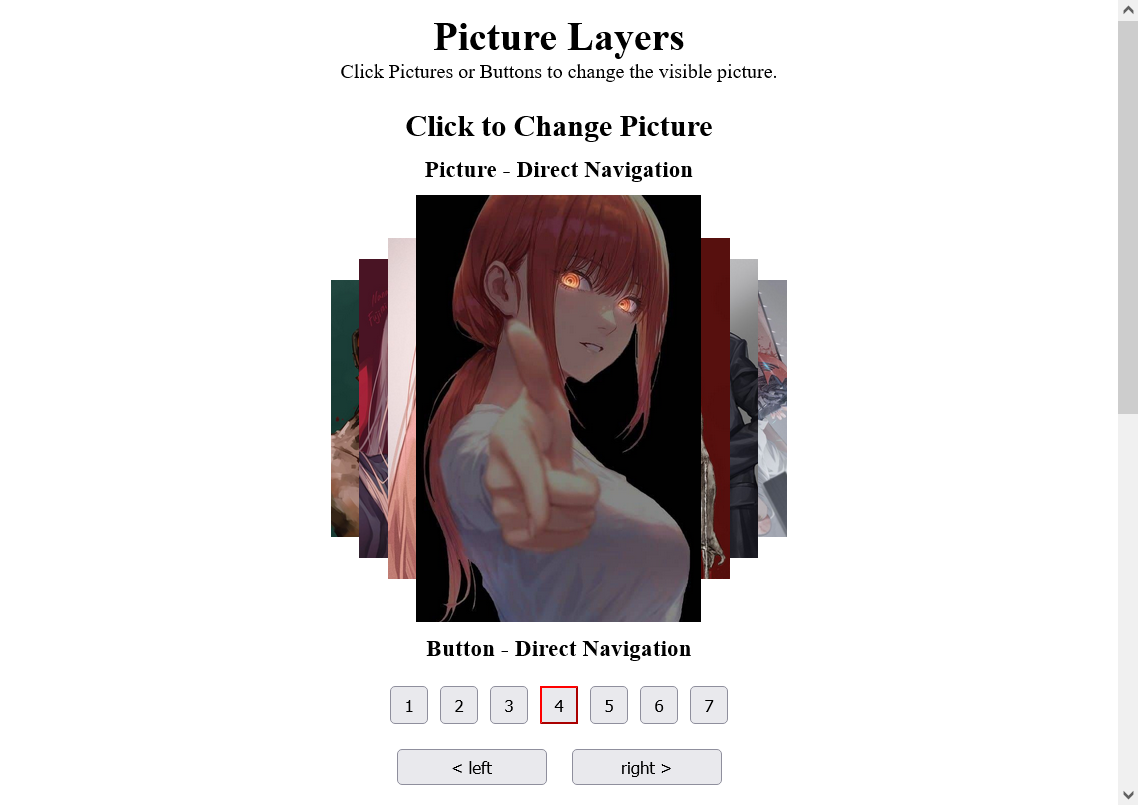 Picture Layers
Click Pictures or Buttons to change the visible picture.
Click to Change Picture
Picture - Direct Navigation
Button - Direct Navigation
1 2 3 4 5 6 7
< left right >